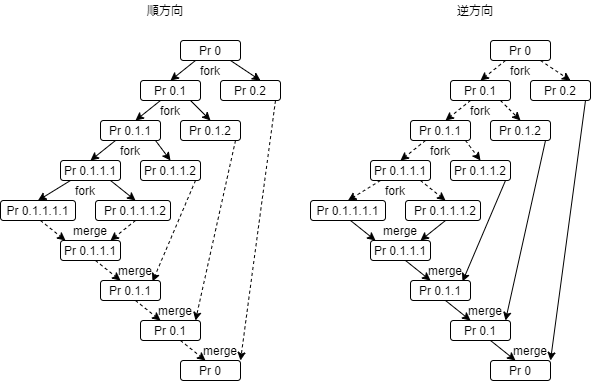 順方向
Pr 0
fork
Pr 0.1
Pr 0.2
fork
Pr 0.1.1
Pr 0.1.2
fork
Pr 0.1.1.1
Pr 0.1.1.2
fork
Pr 0.1.1.1.1
Pr 0.1.1.1.2
merge
Pr 0.1.1.1
merge
Pr 0.1.1
merge
Pr 0.1
merge
Pr 0
逆方向
Pr 0
fork
Pr 0.1
Pr 0.2
fork
Pr 0.1.1
Pr 0.1.2
fork
Pr 0.1.1.1
Pr 0.1.1.2
fork
Pr 0.1.1.1.1
Pr 0.1.1.1.2
merge
Pr 0.1.1.1
merge
Pr 0.1.1
merge
Pr 0.1
merge
Pr 0